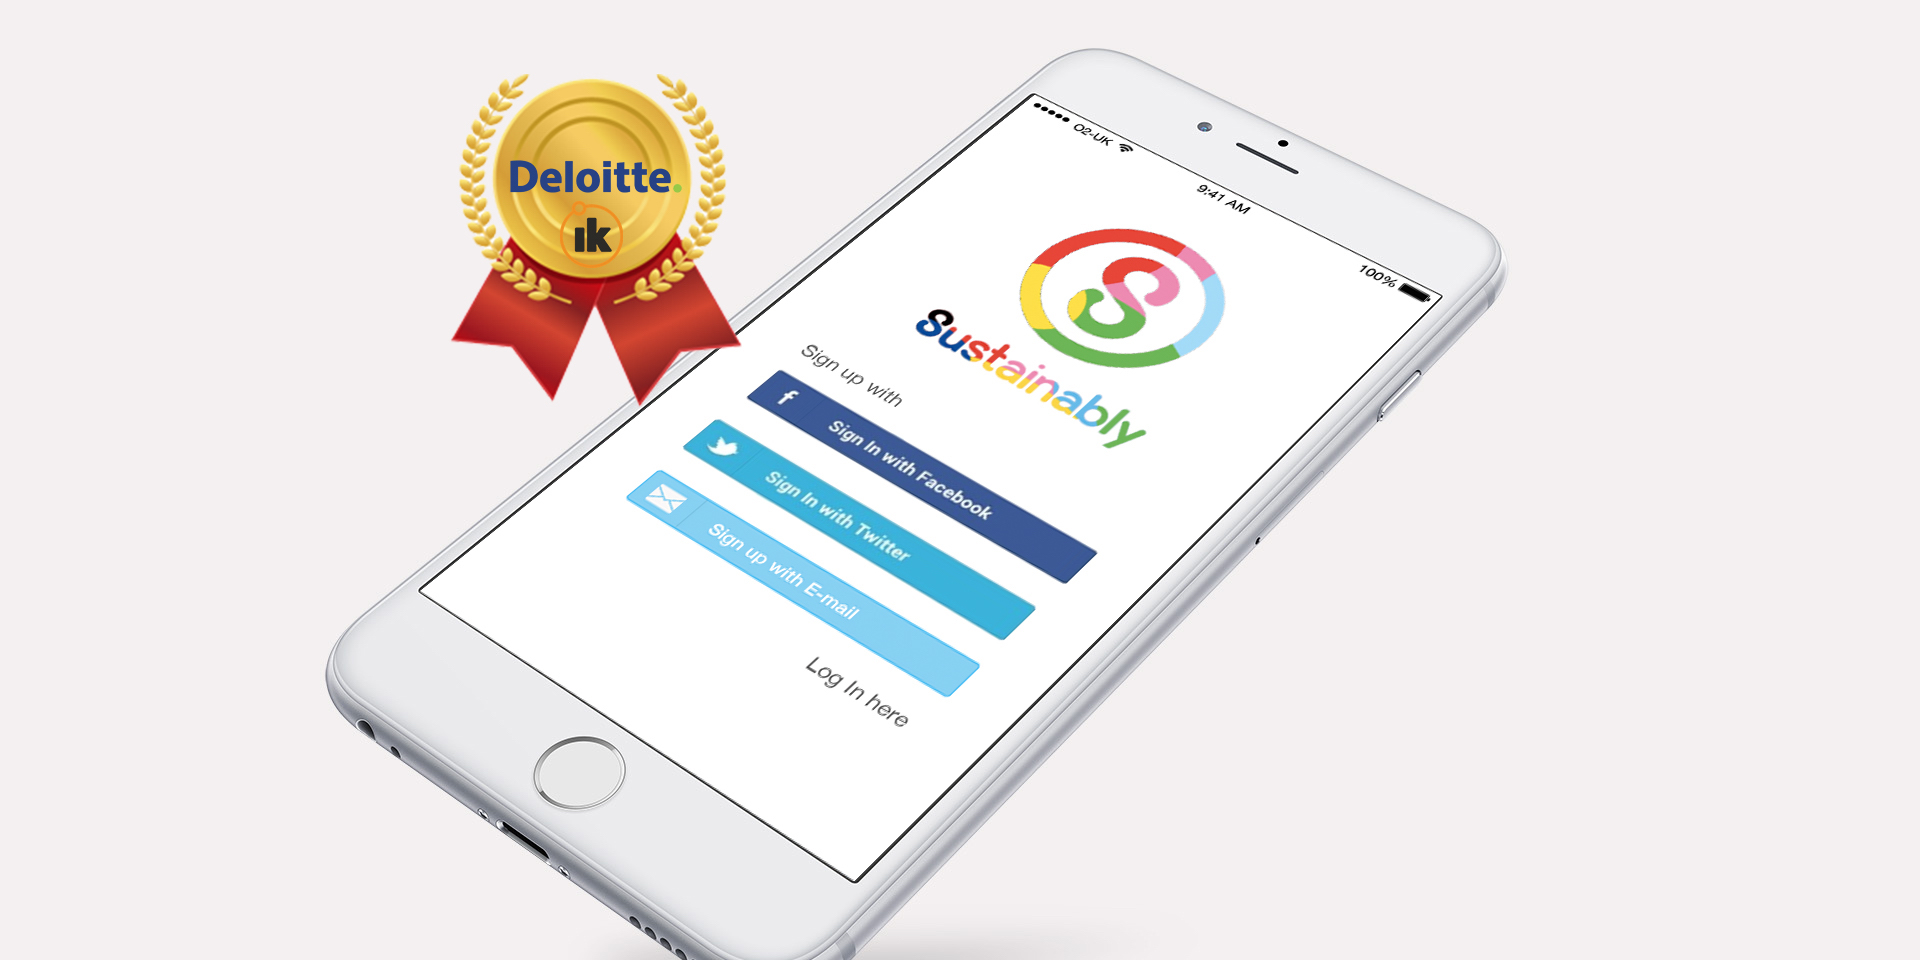 Deloitte.
ik
O2-UK
9:41 AM
100%
S
Sustainably
Sign up with
f
Sign In with Facebook
Sign In with Twitter
Sign up with E-mail
Log In here